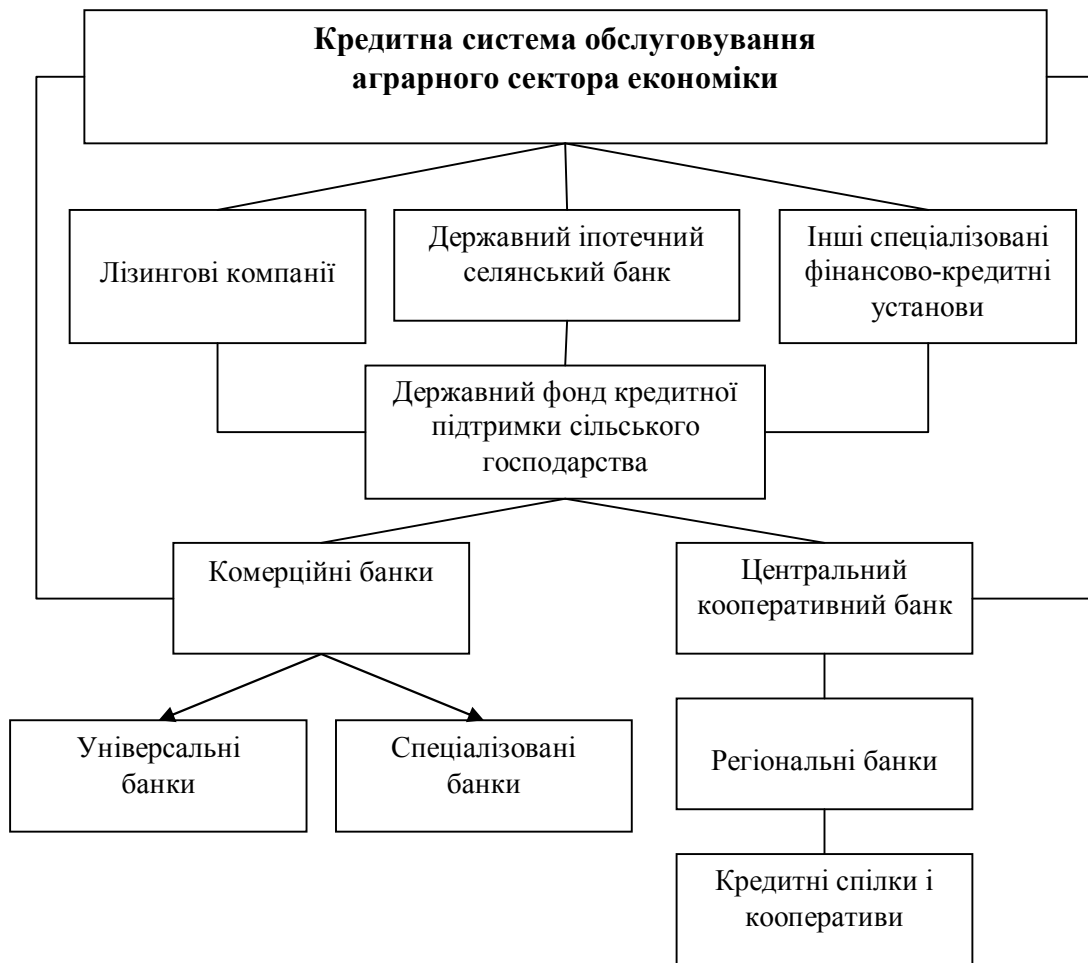 Кредитна система обслуговування
аграрного сектора економіки
Лізингові компанії
Державний іпотечний
селянський банк
Інші спеціалізовані
фінансово-кредитні
установи
Державний фонд кредитної
підтримки сільського
господарства
Комерційні банки
Центральний
кооперативний банк
Універсальні
банки
Спеціалізовані
банки
Регіональні банки
Кредитні спілки і
кооперативи